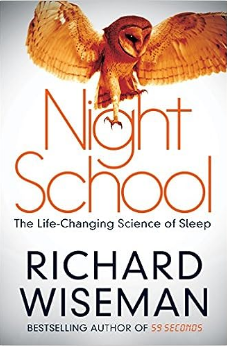 Night
School
The Life-Changing Science of Sleep
RICHARD
WISEMAN
BESTSELLING AUTHOR OF 59 SECONDS